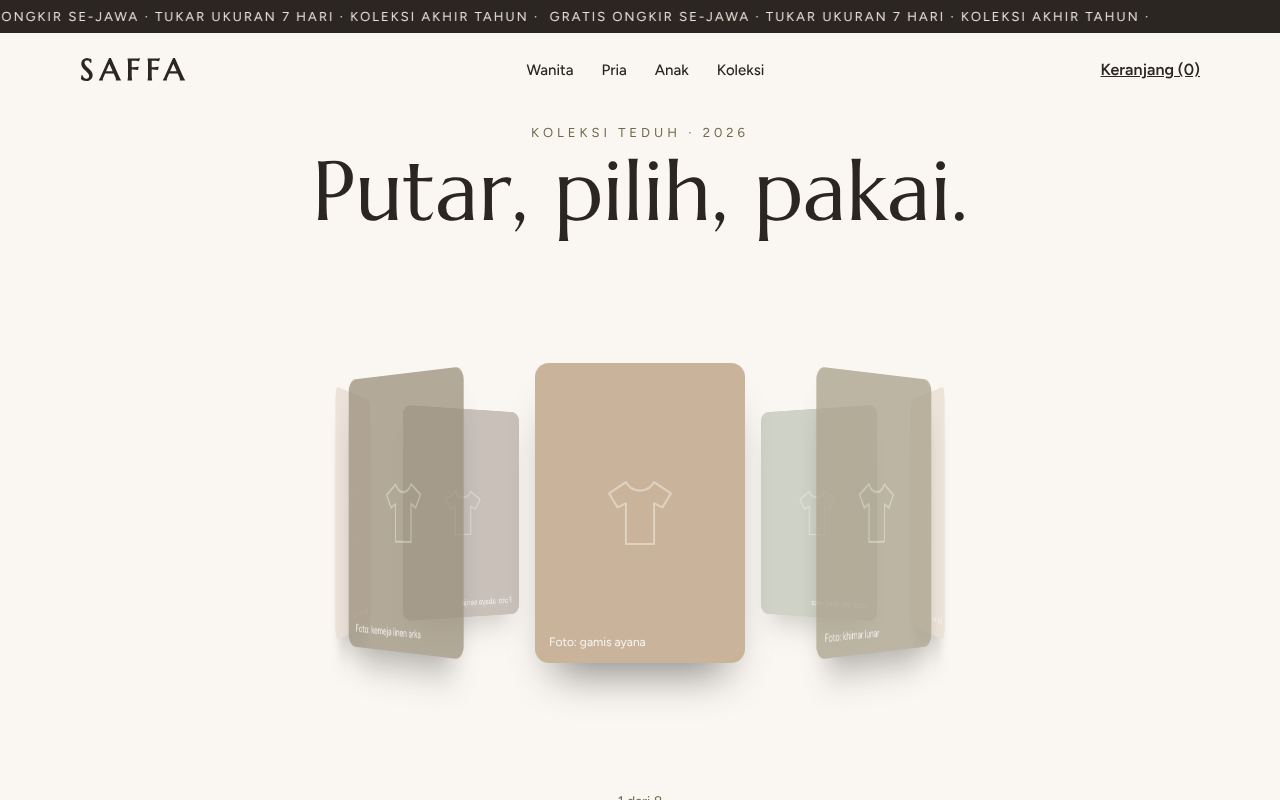 ONGKIR SE-JAWA · TUKAR UKURAN 7 HARI · KOLEKSI AKHIR TAHUN · GRATIS ONGKIR SE-JAWA · TUKAR UKURAN 7 HARI · KOLEKSI AKHIR TAHUN ·
SAFFA
Wanita Pria Anak Koleksi
Keranjang (0)
KOLEKSI TEDUH · 2026
Putar, pilih, pakai.
Foto: kemeja linen arka
Foto: gamis ayana
Foto: khimar lunar